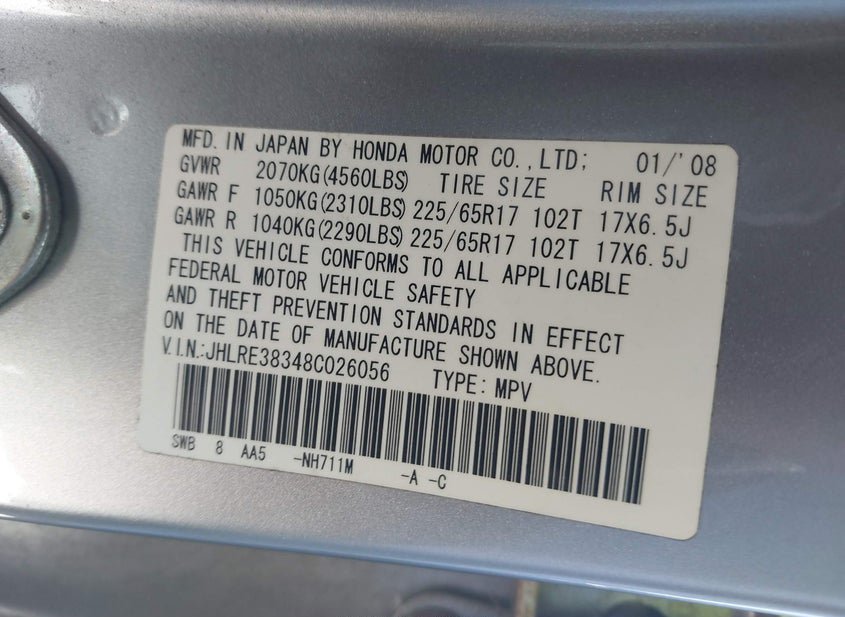 MFD. IN JAPAN BY HONDA MOTOR CO., LTD; 01/'08
GVWR 2070KG(4560LBS) TIRE SIZE RIM SIZE
GAWR F 1050KG(2310LBS) 225/65R17 102T 17X6.5J
GAWR R 1040KG(2290LBS) 225/65R17 102T 17X6.5J
THIS VEHICLE CONFORMS TO ALL APPLICABLE
FEDERAL MOTOR VEHICLE SAFETY
AND THEFT PREVENTION STANDARDS IN EFFECT
ON THE DATE OF MANUFACTURE SHOWN ABOVE.
V.I.N.:JHLRE38348C026056 TYPE: MPV
SWB 8 AA5 -NH711M -A -C